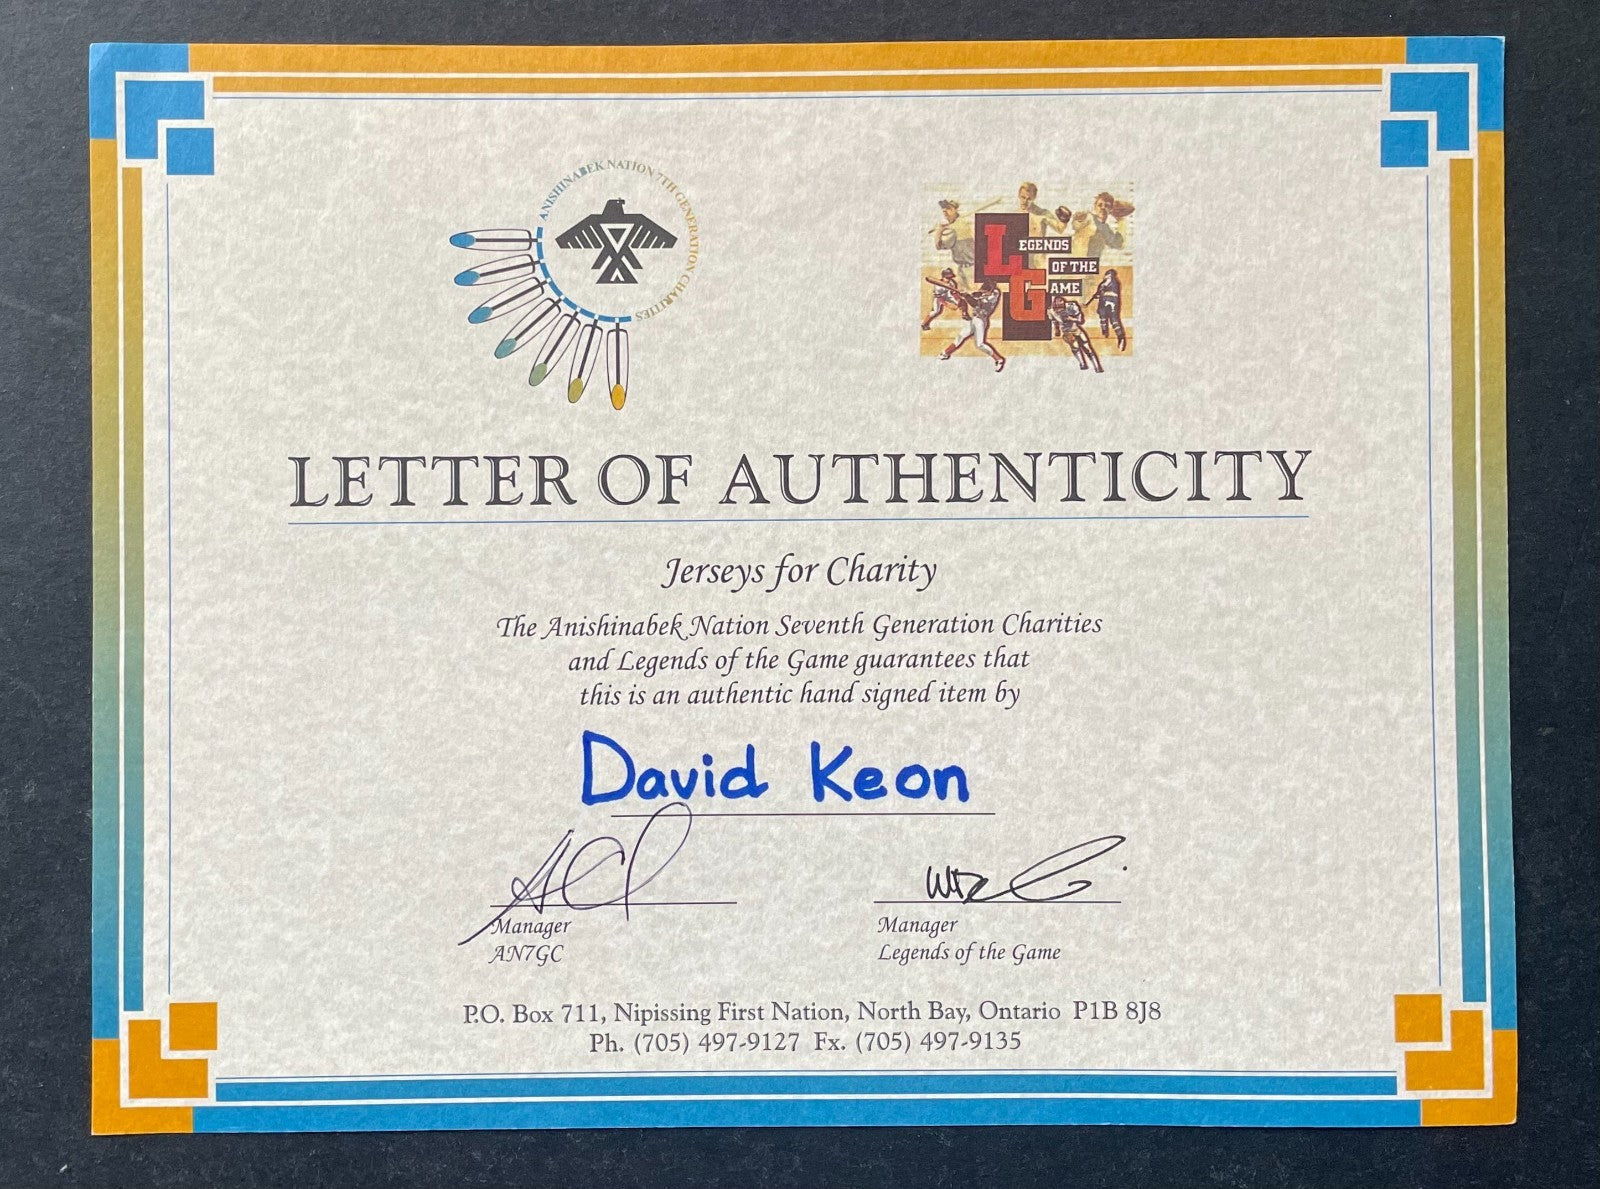 ANISHINABEK NATION 7TH GENERATION CHARITIES
LEGENDS
OF THE
GAME
LETTER OF AUTHENTICITY
Jerseys for Charity
The Anishinabek Nation Seventh Generation Charities
and Legends of the Game guarantees that
this is an authentic hand signed item by
David Keon
Manager
AN7GC
Manager
Legends of the Game
P.O. Box 711, Nipissing First Nation, North Bay, Ontario P1B 8J8
Ph. (705) 497-9127 Fx. (705) 497-9135